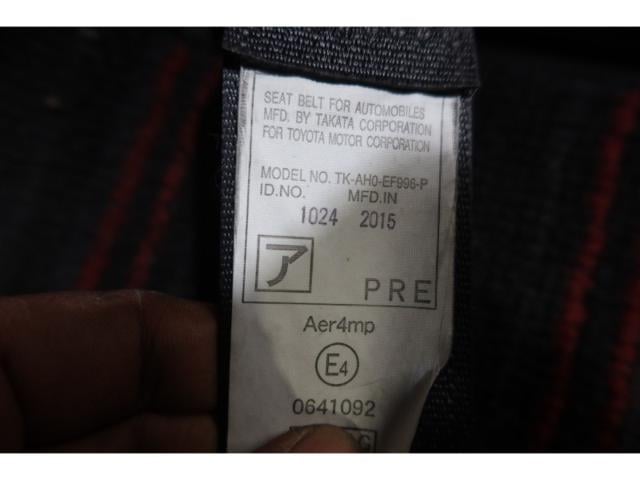 SEAT BELT FOR AUTOMOBILES
MFD. BY TAKATA CORPORATION
FOR TOYOTA MOTOR CORPORATION
MODEL NO. TK-AH0-EF996-P
ID.NO. MFD.IN
1024 2015
ア PRE
Aer4mp
E4
0641092